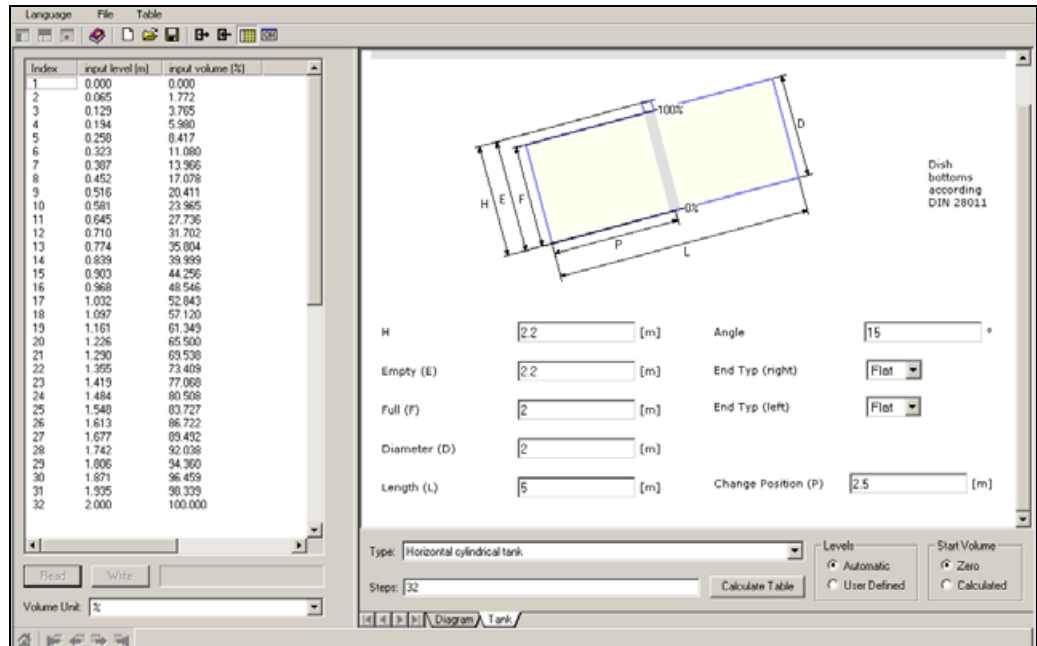 Language File Table
Index input level [m] input volume [%]
1 0.000 0.000
2 0.065 1.772
3 0.129 3.765
4 0.194 5.980
5 0.258 8.417
6 0.323 11.080
7 0.387 13.966
8 0.452 17.078
9 0.516 20.411
10 0.581 23.965
11 0.645 27.736
12 0.710 31.702
13 0.774 35.804
14 0.839 39.999
15 0.903 44.256
16 0.968 48.546
17 1.032 52.843
18 1.097 57.120
19 1.161 61.349
20 1.226 65.500
21 1.290 69.538
22 1.355 73.409
23 1.419 77.068
24 1.484 80.508
25 1.548 83.727
26 1.613 86.722
27 1.677 89.492
28 1.742 92.038
29 1.806 94.360
30 1.871 96.459
31 1.935 98.339
32 2.000 100.000
Read Write
Volume Unit: %
100%
D
H E F
0%
P
L
Dish
bottoms
according
DIN 28011
H 2.2 [m] Angle 15 °
Empty (E) 2.2 [m] End Typ (right) Flat
Full (F) 2 [m] End Typ (left) Flat
Diameter (D) 2 [m]
Length (L) 5 [m] Change Position (P) 2.5 [m]
Type: Horizontal cylindrical tank
Steps: 32 Calculate Table
Levels
Automatic
User Defined
Start Volume
Zero
Calculated
Diagram Tank